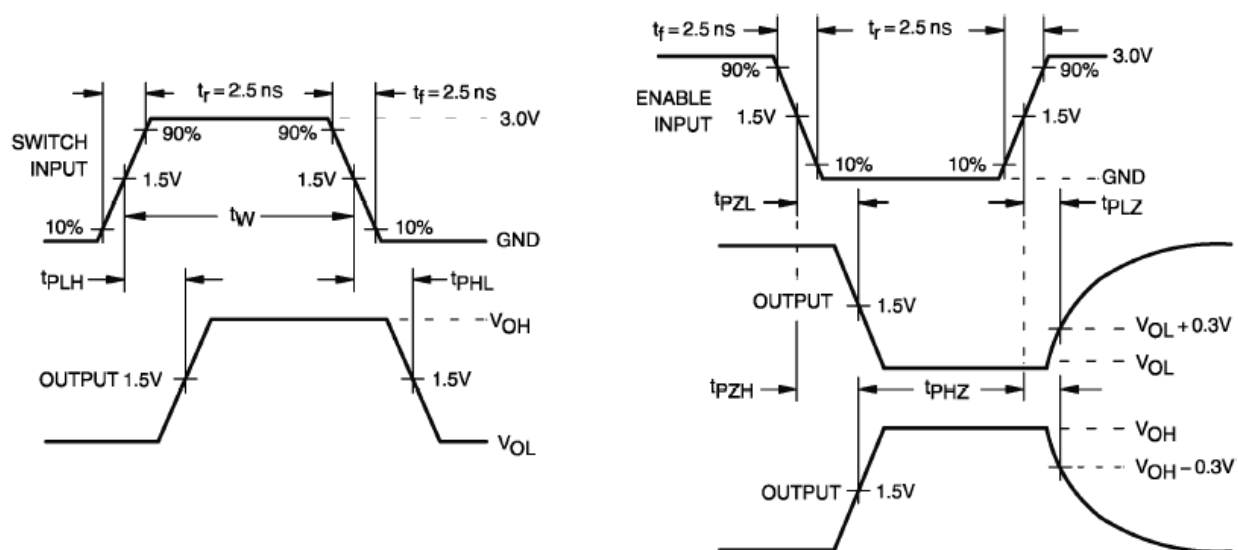 tr = 2.5 ns
tf = 2.5 ns
3.0V
SWITCH
INPUT
90%
90%
1.5V
1.5V
10%
tW
10%
GND
tPLH
tPHL
VOH
OUTPUT 1.5V
1.5V
VOL
tf = 2.5 ns
tr = 2.5 ns
3.0V
90%
90%
ENABLE
INPUT
1.5V
1.5V
10%
10%
GND
tPZL
tPLZ
OUTPUT
1.5V
VOL + 0.3V
VOL
tPZH
tPHZ
VOH
VOH – 0.3V
OUTPUT
1.5V